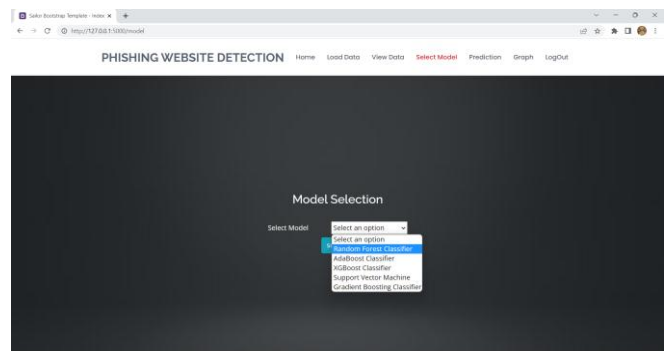 Sailor Bootstrap Template - Index
http://127.0.0.1:5000/model
PHISHING WEBSITE DETECTION Home Load Data View Data Select Model Prediction Graph LogOut
Model Selection
Select Model Select an option
Select an option
Random Forest Classifier
AdaBoost Classifier
XGBoost Classifier
Support Vector Machine
Gradient Boosting Classifier